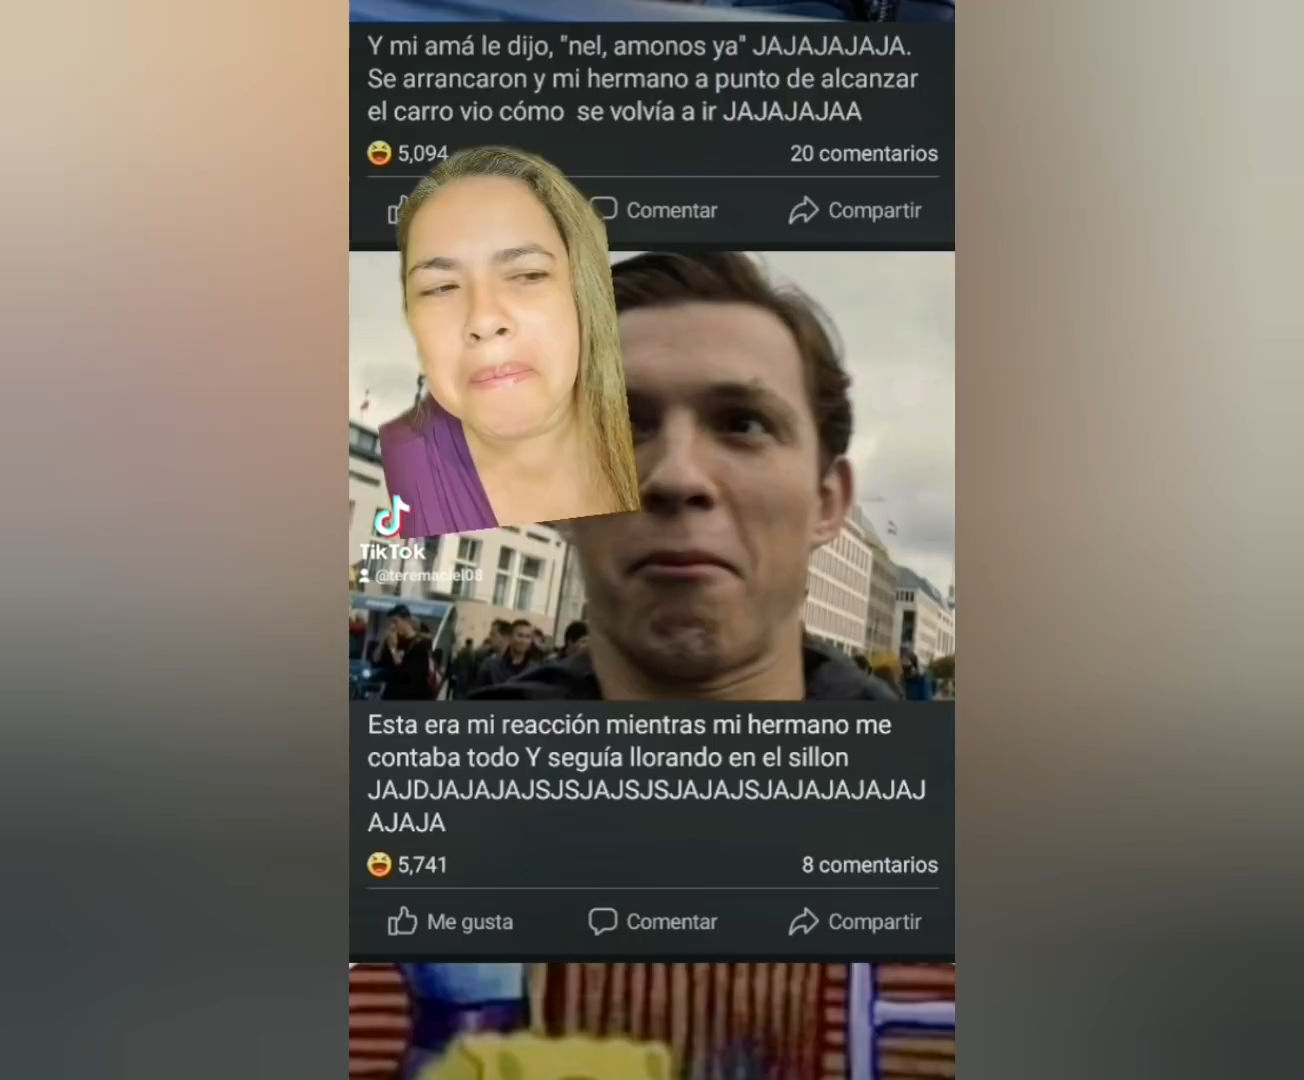 Y mi amá le dijo, "nel, amonos ya" JAJAJAJAJA.
Se arrancaron y mi hermano a punto de alcanzar
el carro vio cómo se volvía a ir JAJAJAJAA
5,094
20 comentarios
Comentar
Compartir
TikTok
@teremaciel08
Esta era mi reacción mientras mi hermano me
contaba todo Y seguía llorando en el sillon
JAJDJAJAJAJSJSJAJSJSJAJAJSJAJAJAJAJAJ
AJAJA
5,741
8 comentarios
Me gusta
Comentar
Compartir